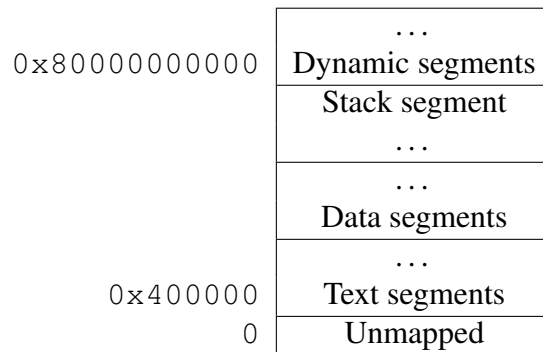 ...
0x80000000000 Dynamic segments
Stack segment
...
...
Data segments
...
0x400000 Text segments
0 Unmapped